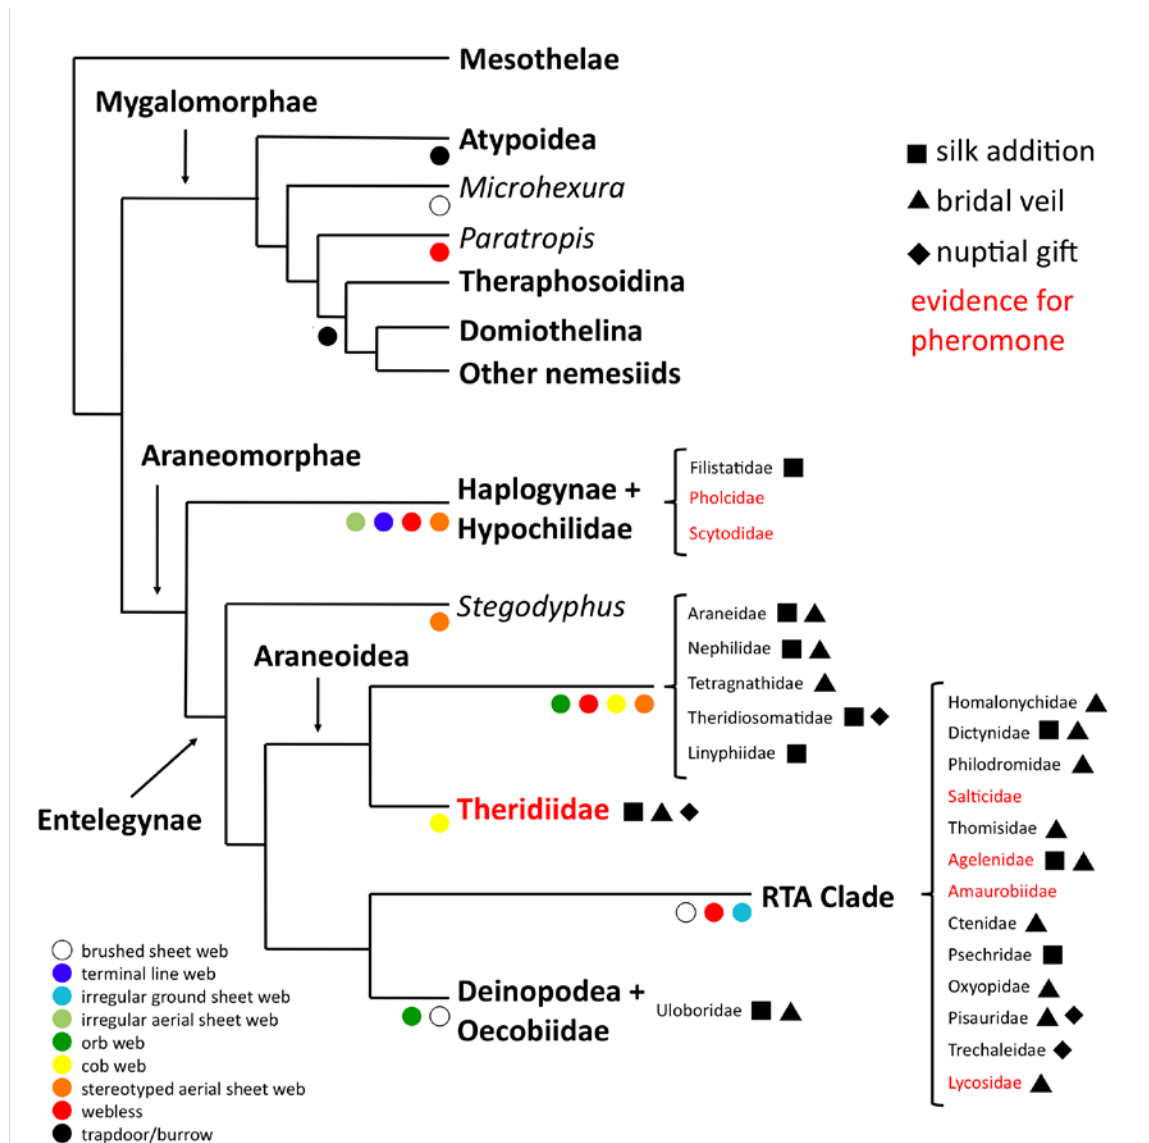 Mesothelae
Mygalomorphae
Atypoidea
Microhexura
Paratropis
Theraphosoidina
Domiothelina
Other nemesiids
silk addition
bridal veil
nuptial gift
evidence for
pheromone
Araneomorphae
Haplogynae +
Hypochilidae
Filistatidae
Pholcidae
Scytodidae
Stegodyphus
Araneoidea
Araneidae
Nephilidae
Tetragnathidae
Theridiosomatidae
Linyphiidae
Entelegynae
Theridiidae
RTA Clade
Homalonychidae
Dictynidae
Philodromidae
Salticidae
Thomisidae
Agelenidae
Amaurobiidae
Ctenidae
Psechridae
Oxyopidae
Pisauridae
Trechaleidae
Lycosidae
Deinopodea +
Oecobiidae
Uloboridae
brushed sheet web
terminal line web
irregular ground sheet web
irregular aerial sheet web
orb web
cob web
stereotyped aerial sheet web
webless
trapdoor/burrow